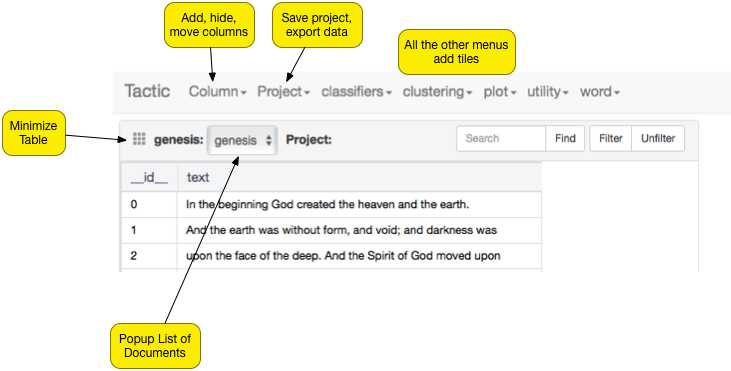 Add, hide,
move columns
Save project,
export data
All the other menus
add tiles
Tactic Column Project classifiers clustering plot utility word
Minimize
Table
genesis: genesis Project: Search Find Filter Unfilter
__id__ text
0 In the beginning God created the heaven and the earth.
1 And the earth was without form, and void; and darkness was
2 upon the face of the deep. And the Spirit of God moved upon
Popup List of
Documents